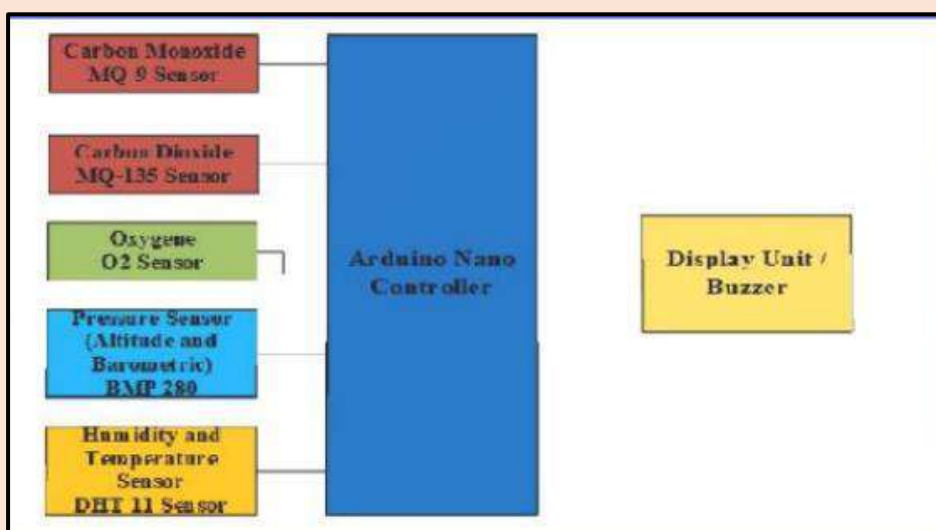 Carbon Monoxide
MQ 9 Sensor
Carbon Dioxide
MQ-135 Sensor
Oxygene
O2 Sensor
Pressure Sensor
(Altitude and
Barometric)
BMP 280
Humidity and
Temperature
Sensor
DHT 11 Sensor
Arduino Nano
Controller
Display Unit /
Buzzer